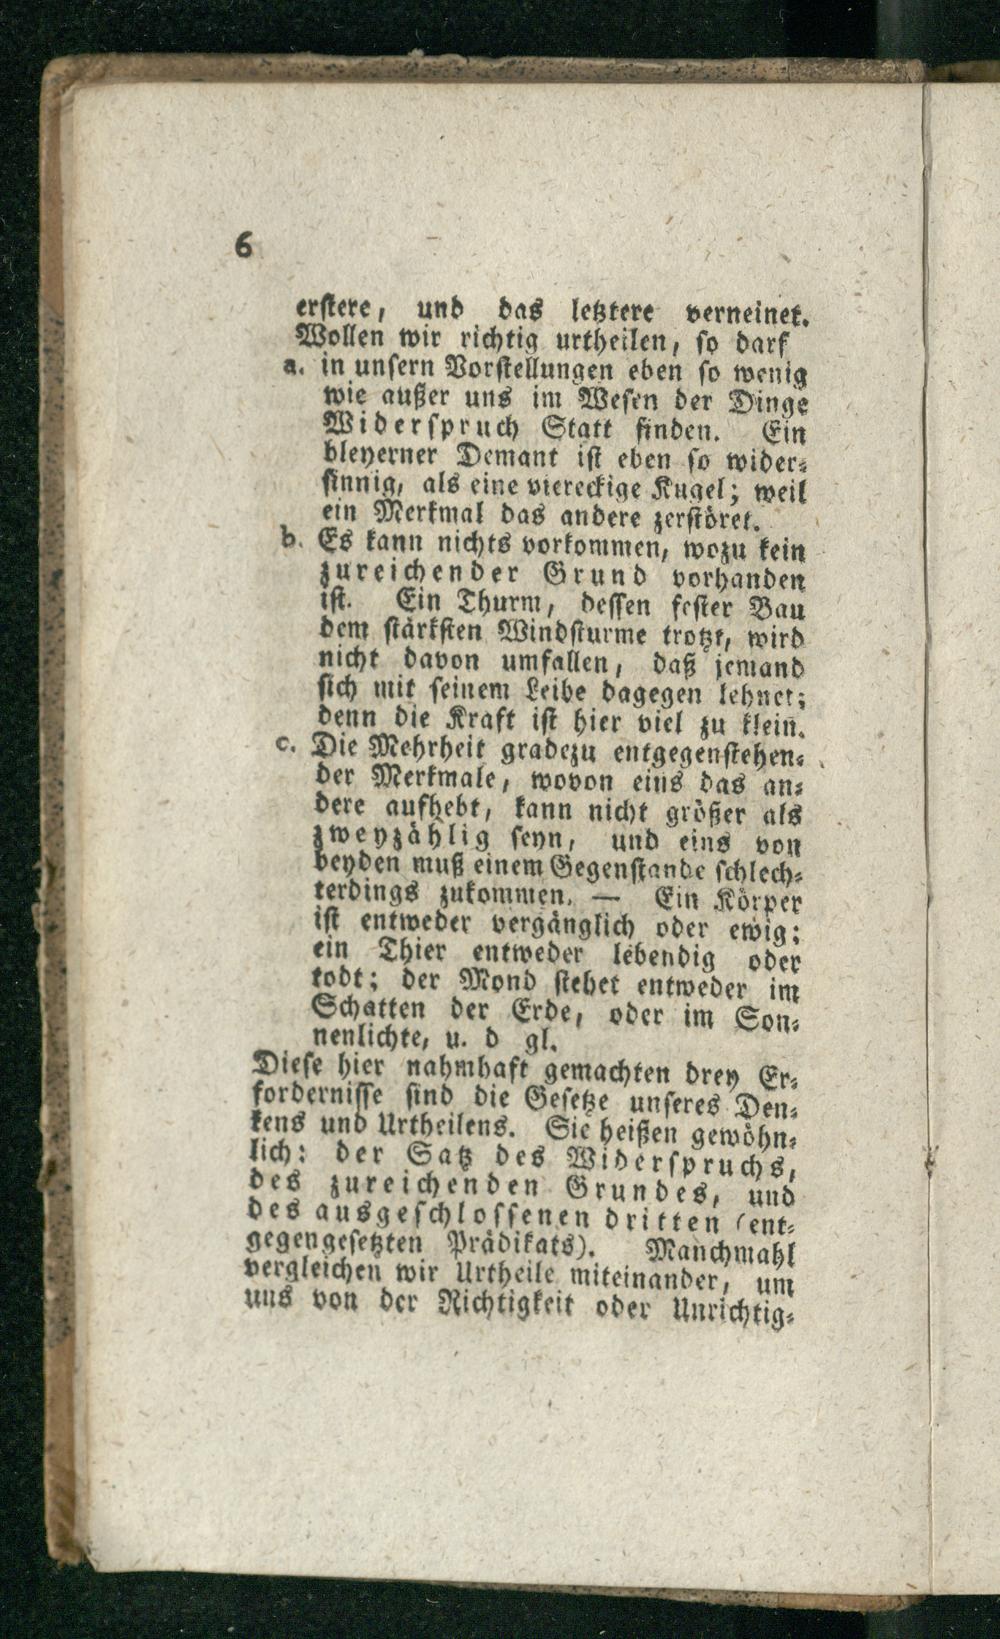 6
erstere, und das letztere verneinet.
Wollen wir richtig urtheilen, so darf
a. in unsern Vorstellungen eben so wenig
wie außer uns im Wesen der Dinge
Widerspruch Statt finden. Ein
bleyerner Demant ist eben so wider-
sinnig, als eine viereckige Kugel; weil
ein Merkmal das andere zerstöret.
b. Es kann nichts vorkommen, wozu kein
zureichender Grund vorhanden
ist. Ein Thurm, dessen fester Bau
dem stärksten Windsturme trotzt, wird
nicht davon umfallen, daß jemand
sich mit seinem Leibe dagegen lehnet;
denn die Kraft ist hier viel zu klein.
c. Die Mehrheit gradezu entgegenstehen-
der Merkmale, wovon eins das an-
dere aufhebt, kann nicht größer als
zweyzählig seyn, und eins von
beyden muß einem Gegenstande schlech-
terdings zukommen. — Ein Körper
ist entweder vergänglich oder ewig;
ein Thier entweder lebendig oder
todt; der Mond stehet entweder im
Schatten der Erde, oder im Son-
nenlichte, u. d gl.
Diese hier nahmhaft gemachten drey Er-
fordernisse sind die Gesetze unseres Den-
kens und Urtheilens. Sie heißen gewöhn-
lich: der Satz des Widerspruchs,
des zureichenden Grundes, und
des ausgeschlossenen dritten (ent-
gegengesetzten Prädikats). Manchmahl
vergleichen wir Urtheile miteinander, um
uns von der Richtigkeit oder Unrichtig-